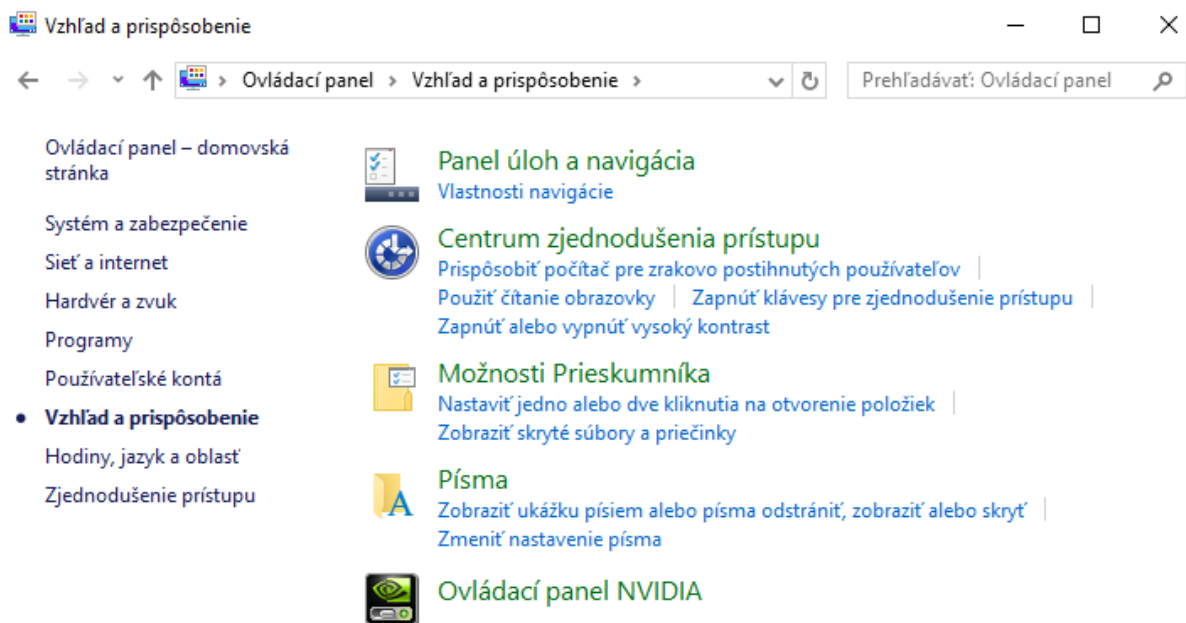 Vzhľad a prispôsobenie
Ovládací panel > Vzhľad a prispôsobenie >
Prehľadávať: Ovládací panel
Ovládací panel – domovská
stránka
Systém a zabezpečenie
Sieť a internet
Hardvér a zvuk
Programy
Používateľské kontá
Vzhľad a prispôsobenie
Hodiny, jazyk a oblasť
Zjednodušenie prístupu
Panel úloh a navigácia
Vlastnosti navigácie
Centrum zjednodušenia prístupu
Prispôsobiť počítač pre zrakovo postihnutých používateľov
Použiť čítanie obrazovky | Zapnúť klávesy pre zjednodušenie prístupu
Zapnúť alebo vypnúť vysoký kontrast
Možnosti Prieskumníka
Nastaviť jedno alebo dve kliknutia na otvorenie položiek
Zobraziť skryté súbory a priečinky
Písma
Zobraziť ukážku písiem alebo písma odstrániť, zobraziť alebo skryť
Zmeniť nastavenie písma
Ovládací panel NVIDIA